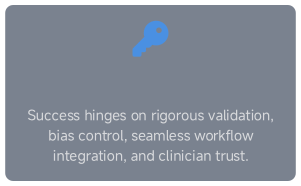 Success hinges on rigorous validation,
bias control, seamless workflow
integration, and clinician trust.